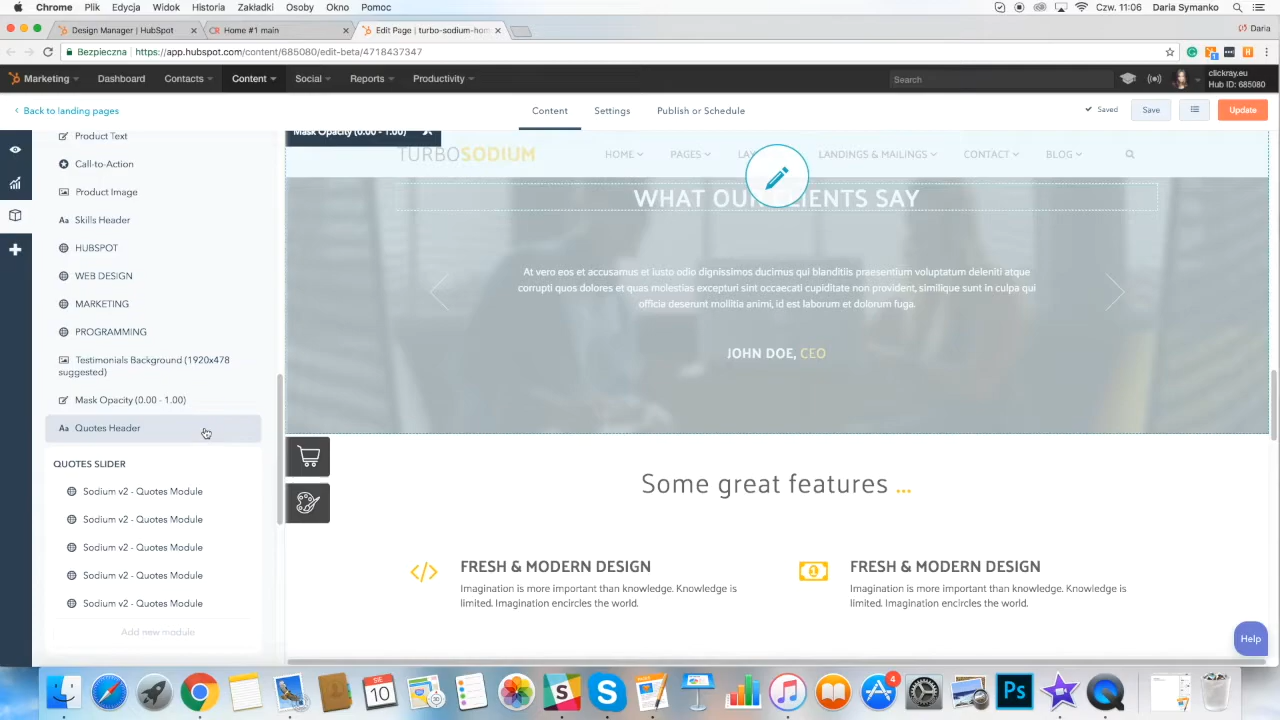 Chrome Plik Edycja Widok Historia Zakładki Osoby Okno Pomoc Czw. 11:06 Daria Symanko
Design Manager | HubSpot Home #1 main Edit Page | turbo-sodium-hom Daria
Bezpieczna https://app.hubspot.com/content/685080/edit-beta/4718437347
Marketing Dashboard Contacts Content Social Reports Productivity Search clickray.eu
Hub ID: 685080
Back to landing pages Content Settings Publish or Schedule Saved Save Update
Product Text
Mask Opacity (0.00 - 1.00)
TURBOSODIUM HOME PAGES LAY LANDINGS & MAILINGS CONTACT BLOG
Call-to-Action
Product Image
Skills Header
HUBSPOT
WEB DESIGN
MARKETING
PROGRAMMING
Testimonials Background (1920x478
suggested)
Mask Opacity (0.00 - 1.00)
Quotes Header
QUOTES SLIDER
Sodium v2 - Quotes Module
Sodium v2 - Quotes Module
Sodium v2 - Quotes Module
Sodium v2 - Quotes Module
Sodium v2 - Quotes Module
Add new module
WHAT OUR CLIENTS SAY
At vero eos et accusamus et iusto odio dignissimos ducimus qui blanditiis praesentium voluptatum deleniti atque
corrupti quos dolores et quas molestias excepturi sint occaecati cupiditate non provident, similique sunt in culpa qui
officia deserunt mollitia animi, id est laborum et dolorum fuga.
JOHN DOE, CEO
Some great features ...
FRESH & MODERN DESIGN
Imagination is more important than knowledge. Knowledge is
limited. Imagination encircles the world.
FRESH & MODERN DESIGN
Imagination is more important than knowledge. Knowledge is
limited. Imagination encircles the world.
Help
SIE
10
4
Ps